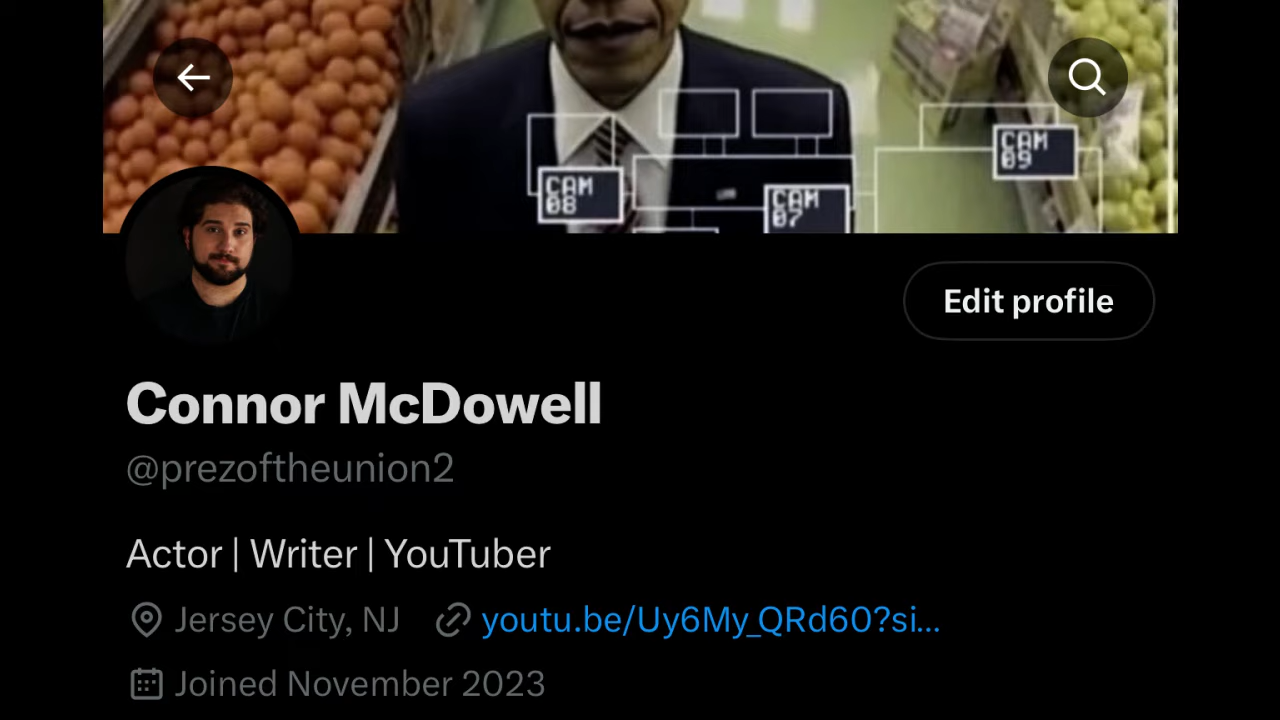 CAM
09
CAM
08
CAM
07
Edit profile
Connor McDowell
@prezoftheunion2
Actor | Writer | YouTuber
Jersey City, NJ youtu.be/Uy6My_QRd60?si...
Joined November 2023